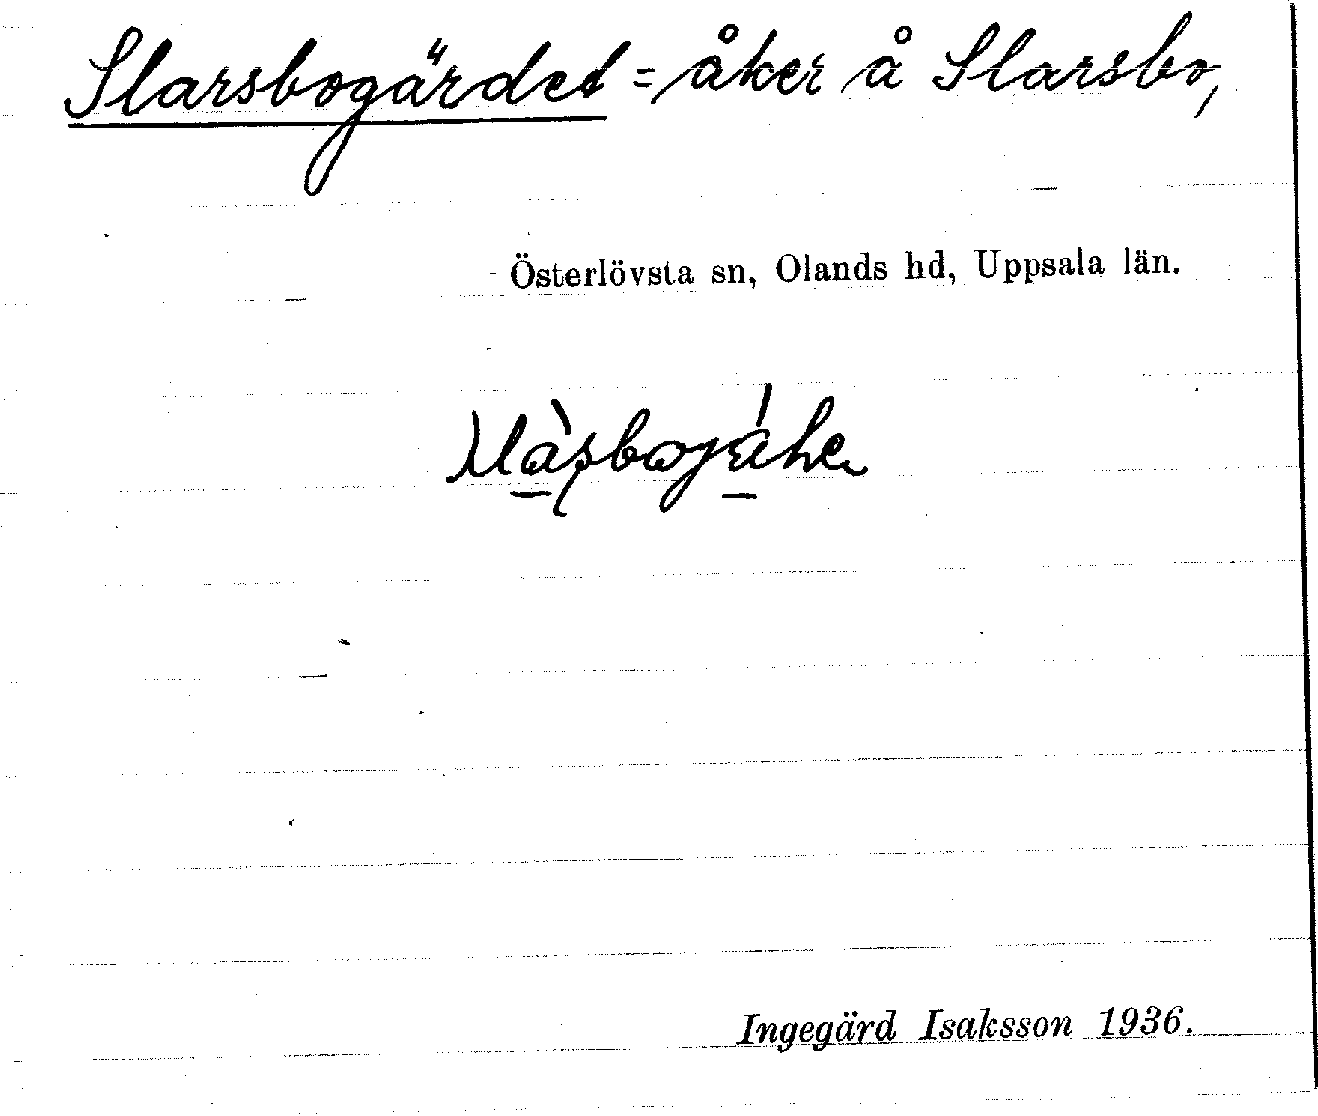 Slarsbogärdet = åker å Slarsbo,
Österlövsta sn, Olands hd, Uppsala län.
Ingegärd Isaksson 1936.